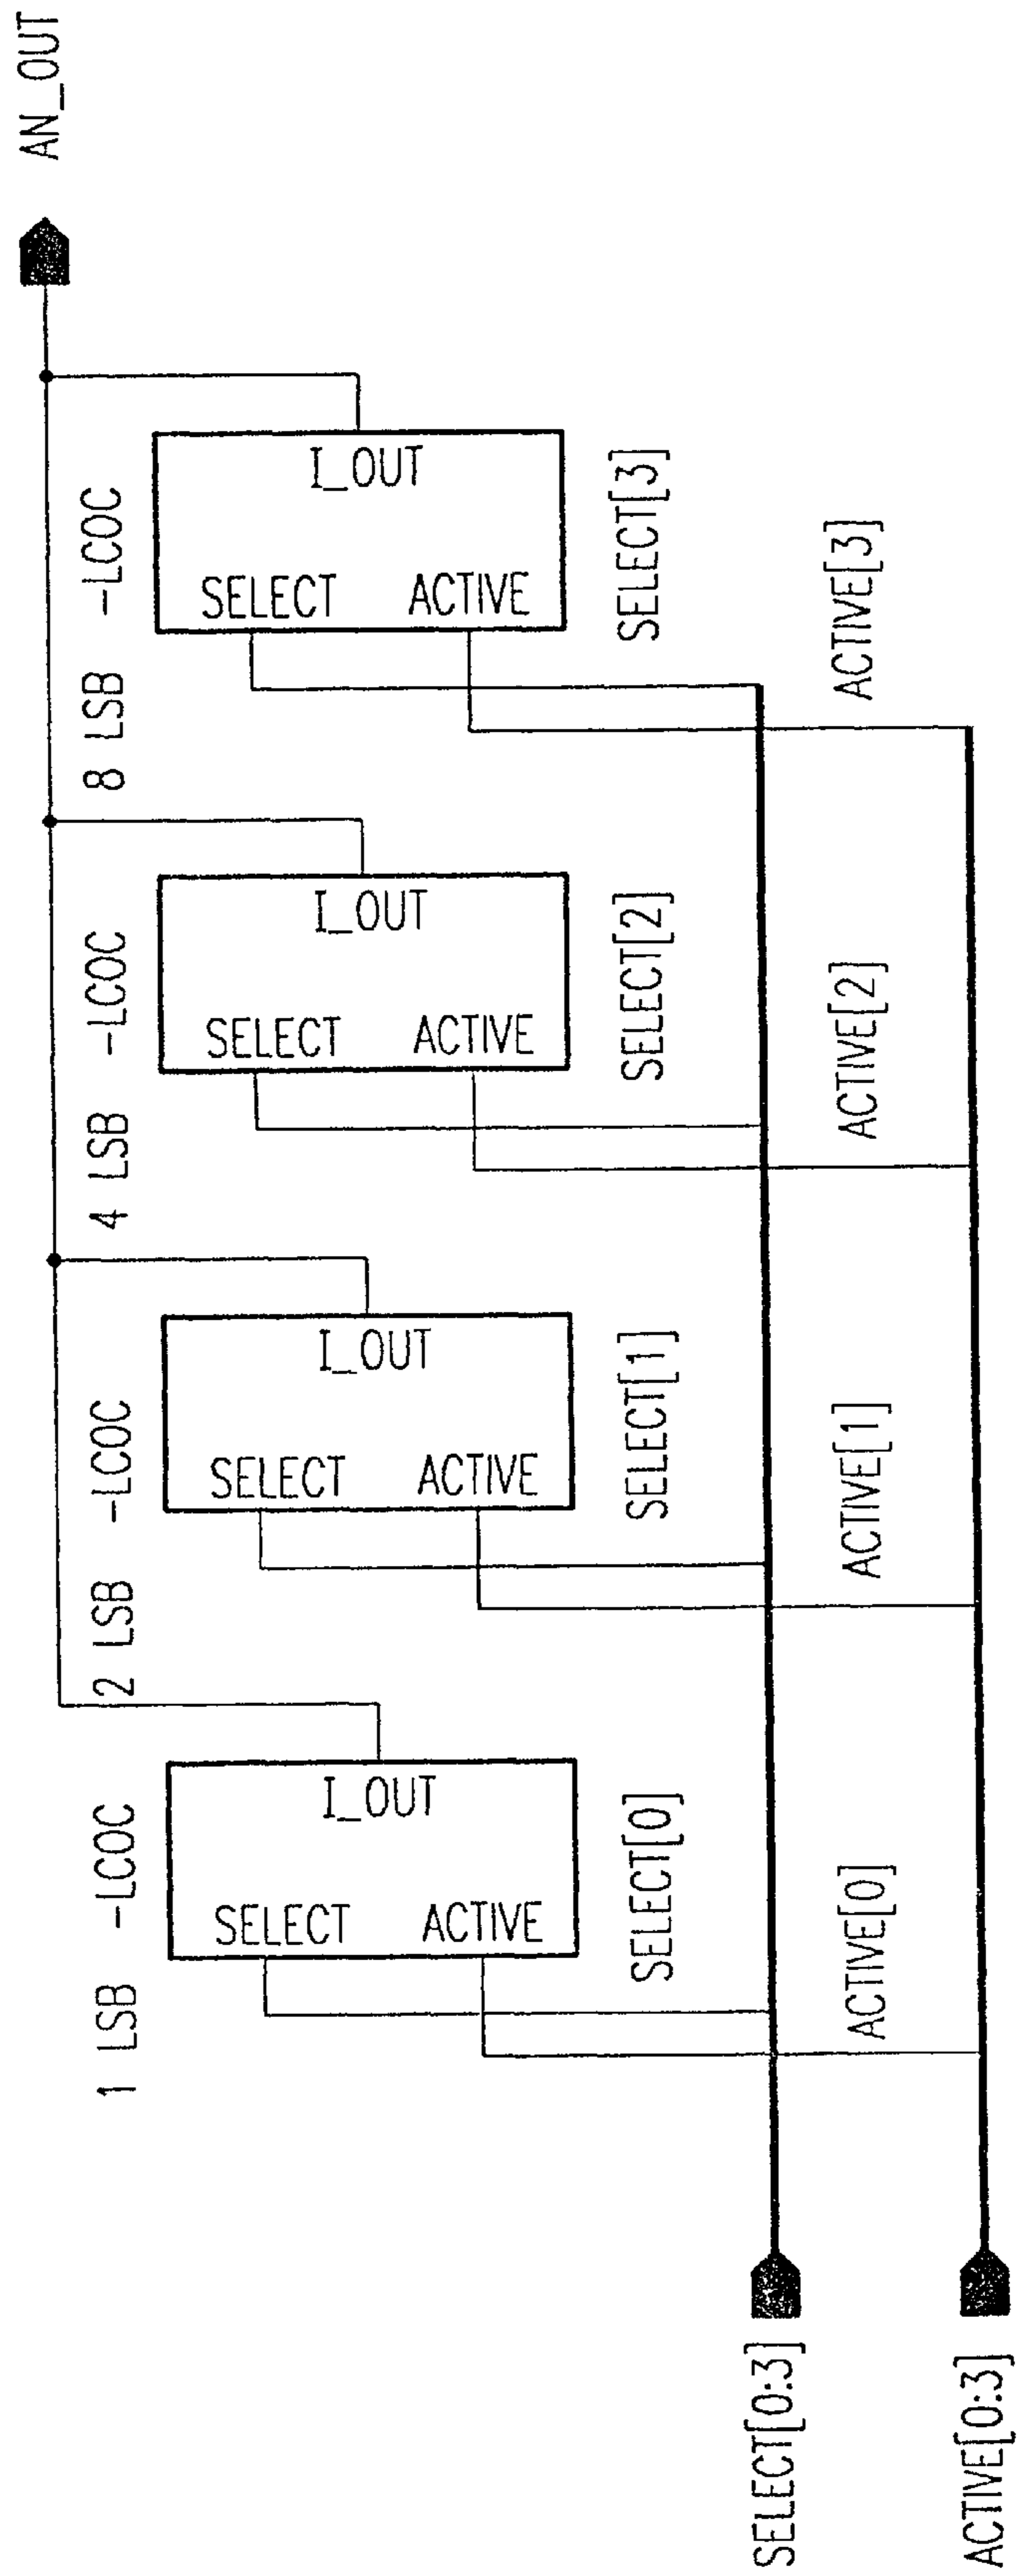 AN_OUT
1 LSB -LCOC
2 LSB -LCOC
4 LSB -LCOC
8 LSB -LCOC
I_OUT
SELECT
ACTIVE
I_OUT
SELECT
ACTIVE
I_OUT
SELECT
ACTIVE
I_OUT
SELECT
ACTIVE
SELECT[0]
SELECT[1]
SELECT[2]
SELECT[3]
SELECT[0:3]
ACTIVE[0]
ACTIVE[1]
ACTIVE[2]
ACTIVE[3]
ACTIVE[0:3]